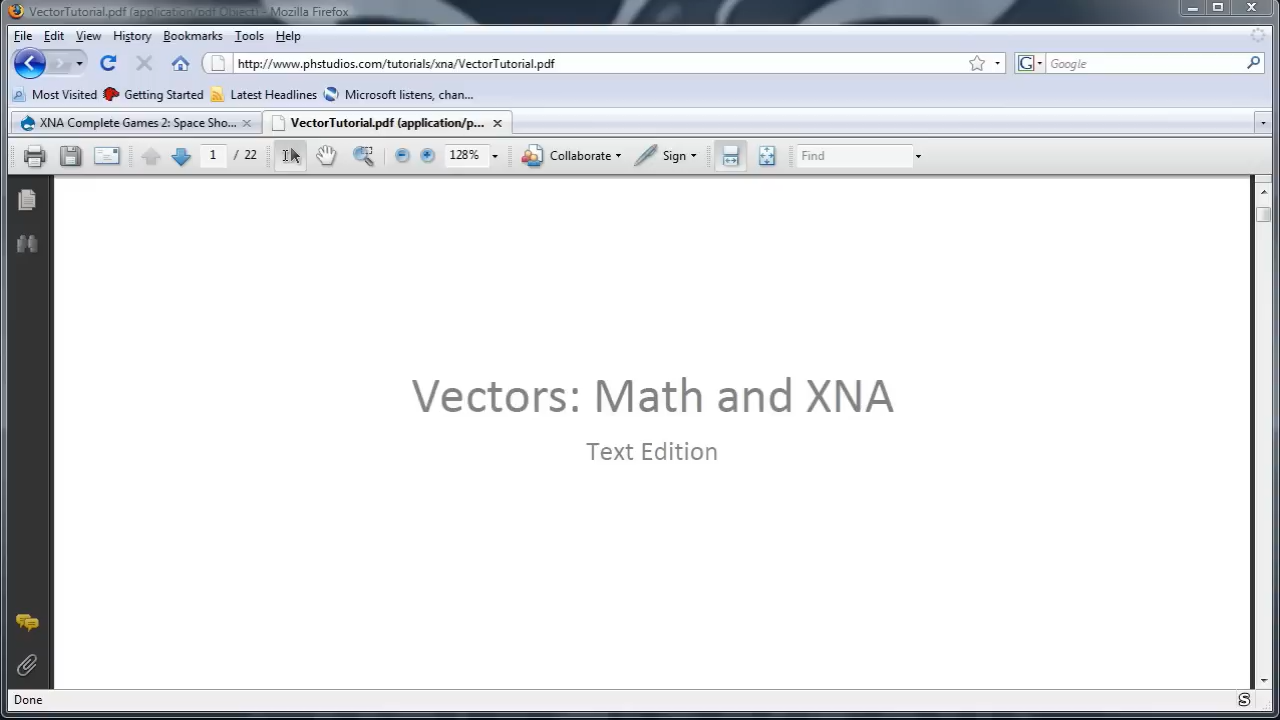 VectorTutorial.pdf (application/pdf Object) - Mozilla Firefox
File Edit View History Bookmarks Tools Help
http://www.phstudios.com/tutorials/xna/VectorTutorial.pdf G Google
Most Visited Getting Started Latest Headlines Microsoft listens, chan...
XNA Complete Games 2: Space Sho... VectorTutorial.pdf (application/p...
1 / 22 128% Collaborate Sign Find
Vectors: Math and XNA
Text Edition
Done S